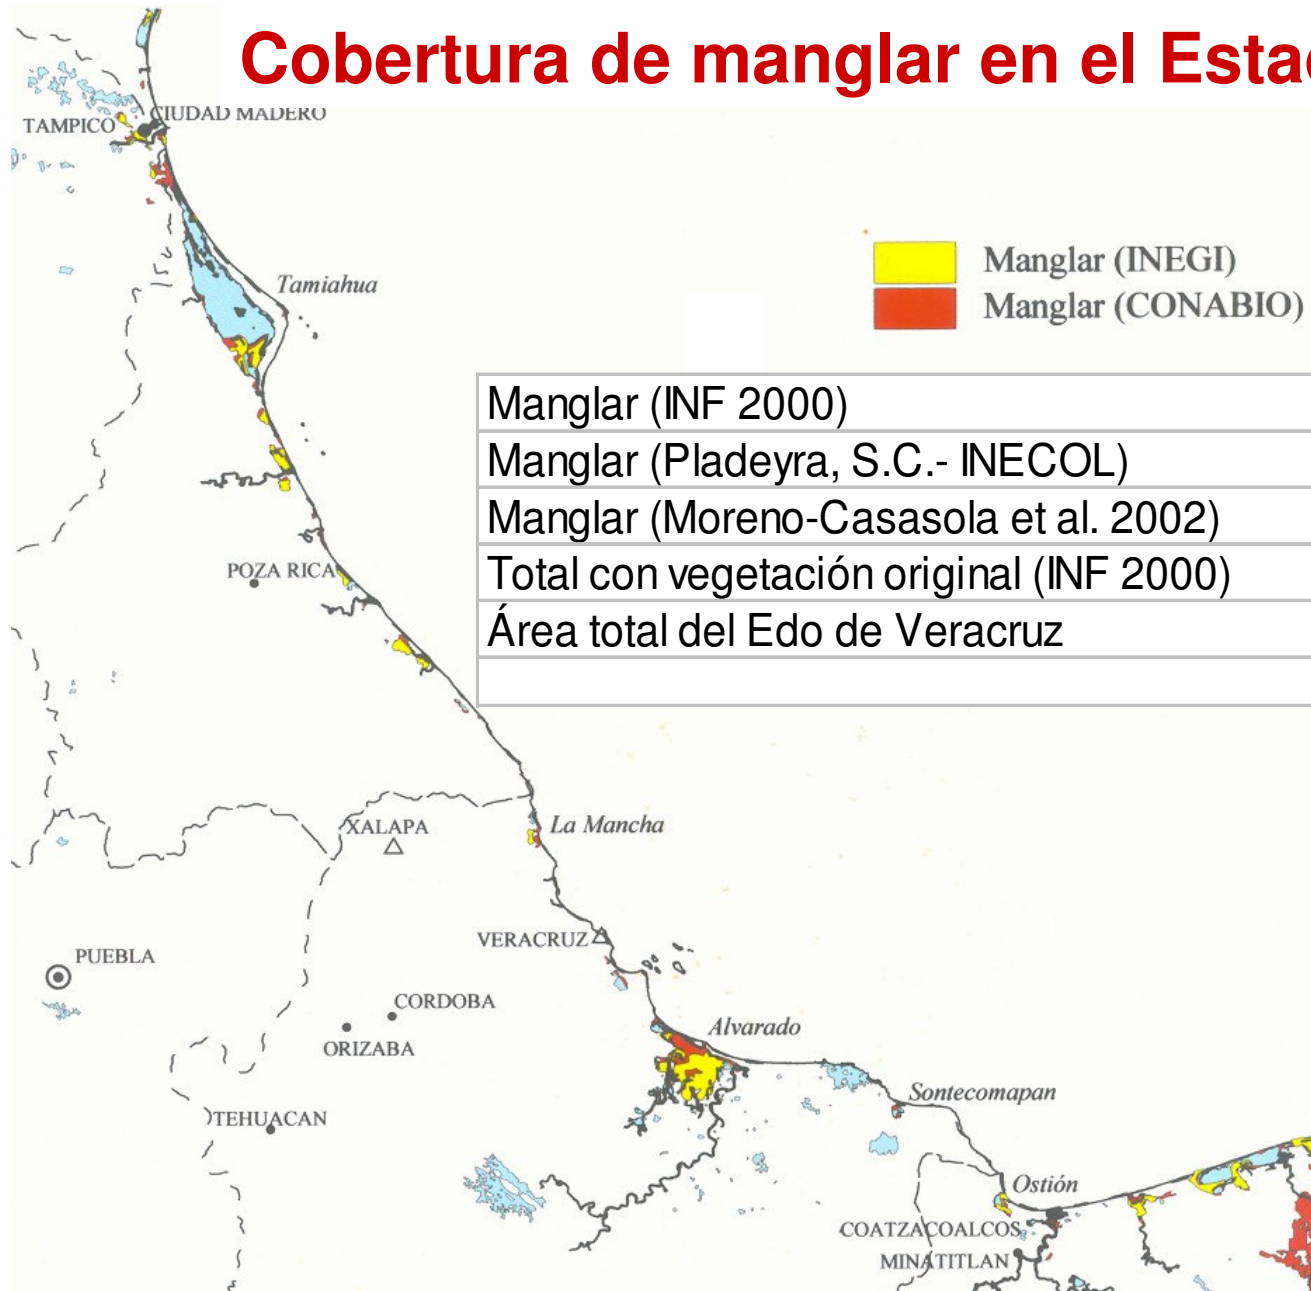 Cobertura de manglar en el Esta
TAMPICO
CIUDAD MADERO
Tamiahua
Manglar (INEGI)
Manglar (CONABIO)
Manglar (INF 2000)
Manglar (Pladeyra, S.C.- INECOL)
Manglar (Moreno-Casasola et al. 2002)
Total con vegetación original (INF 2000)
Área total del Edo de Veracruz
POZA RICA
XALAPA
La Mancha
VERACRUZ
PUEBLA
CORDOBA
ORIZABA
Alvarado
TEHUACAN
Sontecomapan
Ostión
COATZACOALCOS
MINATITLAN